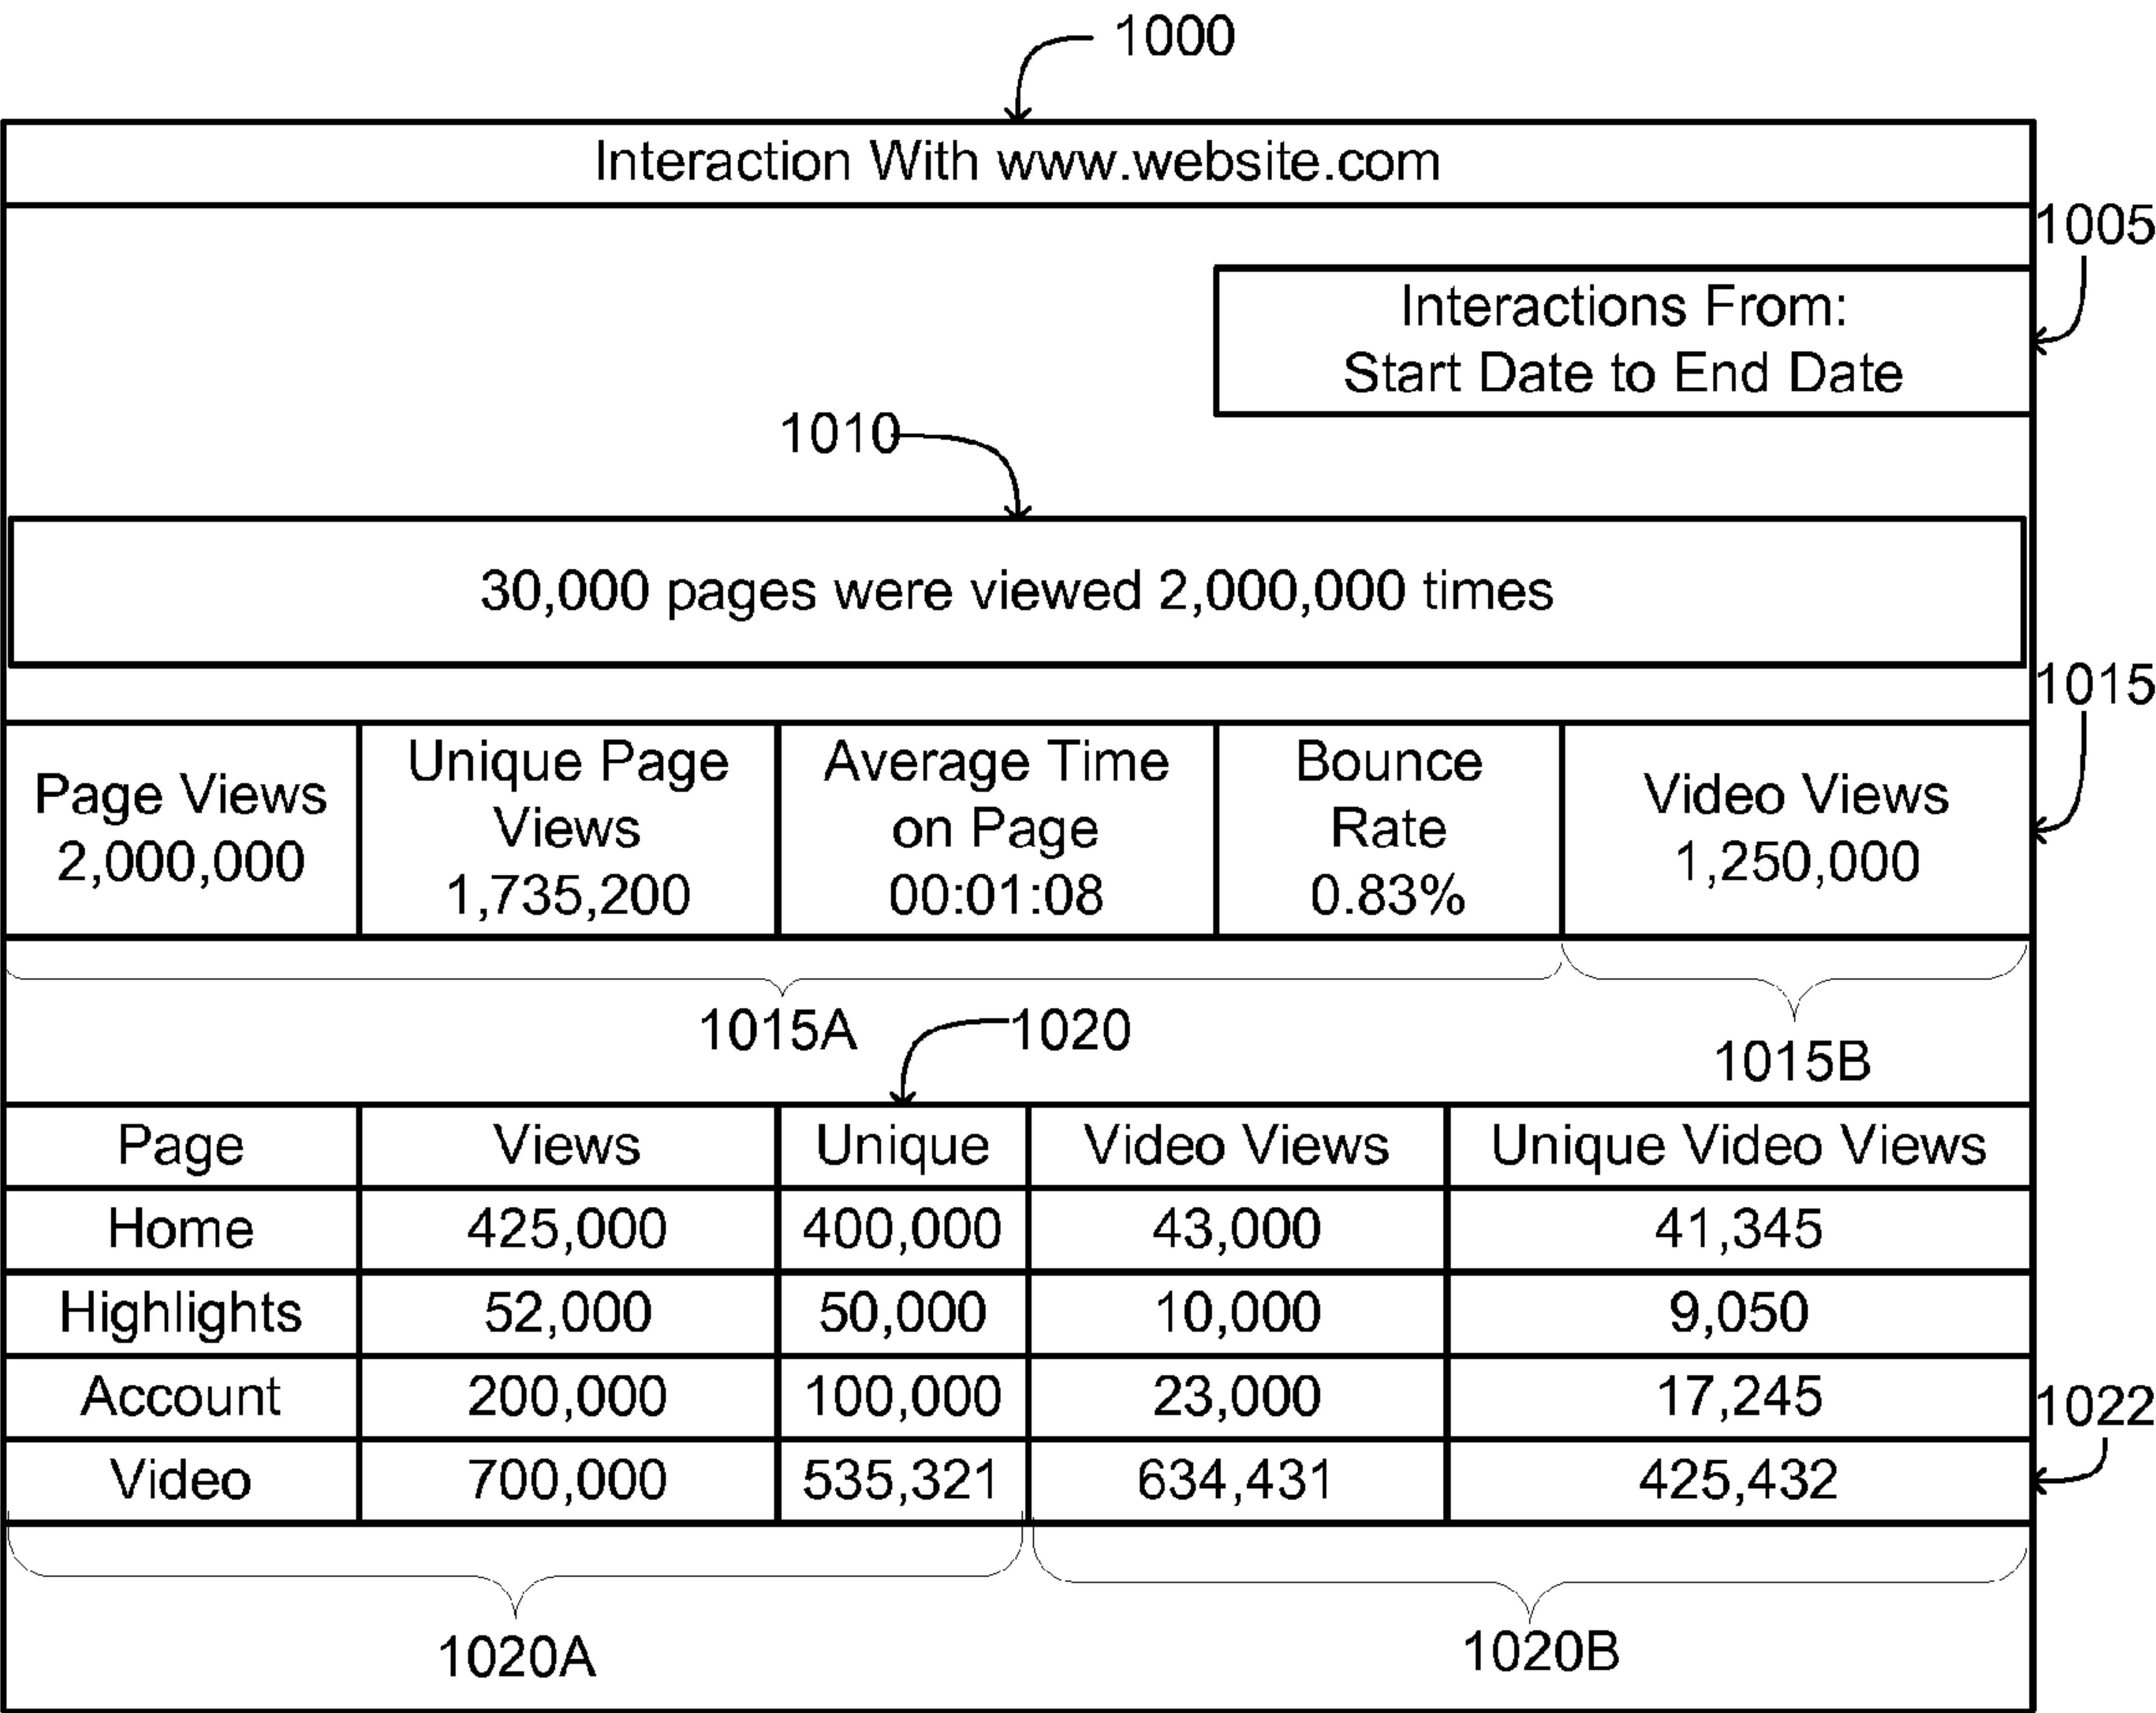 1000
Interaction With www.website.com
1005
Interactions From:
Start Date to End Date
1010
30,000 pages were viewed 2,000,000 times
1015
Page Views
2,000,000
Unique Page
Views
1,735,200
Average Time
on Page
00:01:08
Bounce
Rate
0.83%
Video Views
1,250,000
1015A
1020
1015B
Page Views Unique Video Views Unique Video Views
Home 425,000 400,000 43,000 41,345
Highlights 52,000 50,000 10,000 9,050
Account 200,000 100,000 23,000 17,245
1022
Video 700,000 535,321 634,431 425,432
1020A
1020B